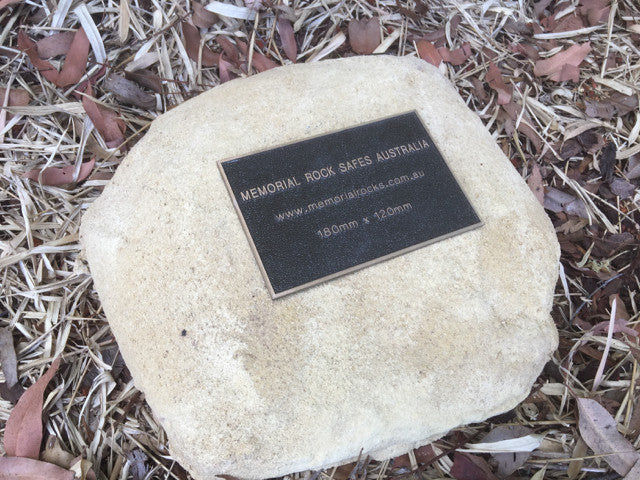 MEMORIAL ROCK SAFES AUSTRALIA
www.memorialrocks.com.au
180mm x 120mm